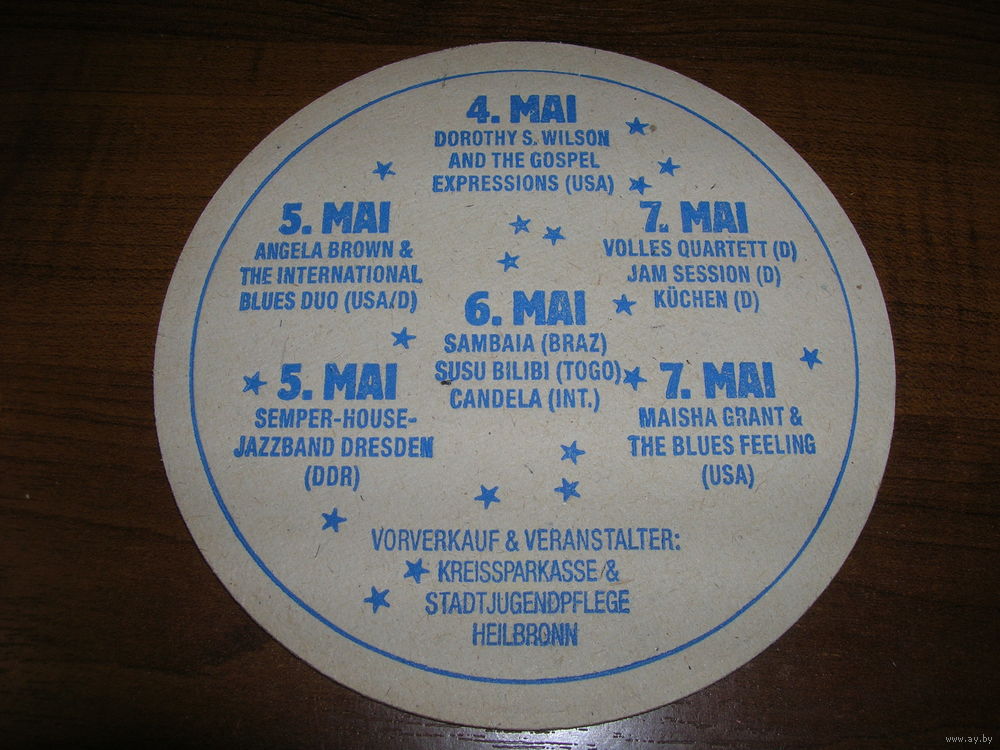 4. MAI
DOROTHY S. WILSON
AND THE GOSPEL
EXPRESSIONS (USA)
5. MAI
ANGELA BROWN &
THE INTERNATIONAL
BLUES DUO (USA/D)
7. MAI
VOLLES QUARTETT (D)
JAM SESSION (D)
KÜCHEN (D)
6. MAI
SAMBAIA (BRAZ)
SUSU BILIBI (TOGO)
CANDELA (INT.)
5. MAI
SEMPER-HOUSE-
JAZZBAND DRESDEN
(DDR)
7. MAI
MAISHA GRANT &
THE BLUES FEELING
(USA)
VORVERKAUF & VERANSTALTER:
KREISSPARKASSE &
STADTJUGENDPFLEGE
HEILBRONN
www.ay.by